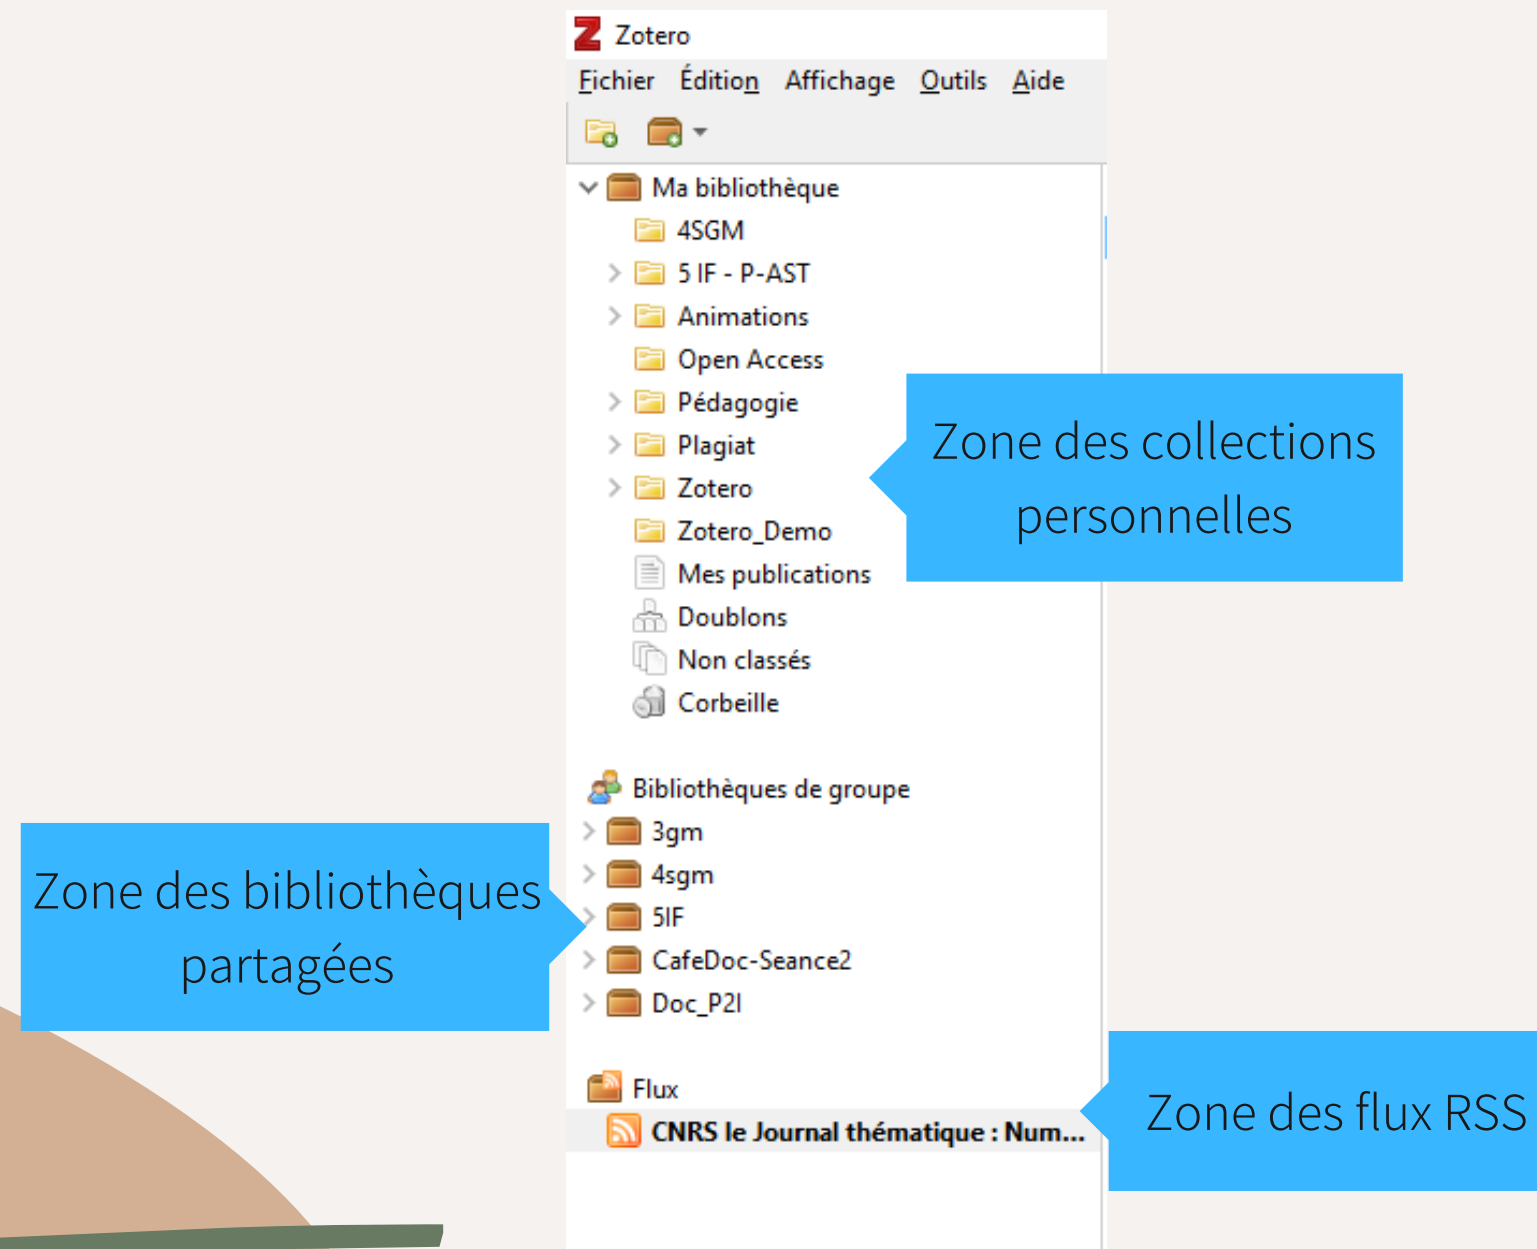 Zotero
Fichier Édition Affichage Outils Aide
Ma bibliothèque
4SGM
5 IF - P-AST
Animations
Open Access
Pédagogie
Plagiat
Zotero
Zotero_Demo
Mes publications
Doublons
Non classés
Corbeille
Zone des collections
personnelles
Bibliothèques de groupe
3gm
4sgm
5IF
CafeDoc-Seance2
Doc_P2I
Zone des bibliothèques
partagées
Flux
CNRS le Journal thématique : Num...
Zone des flux RSS